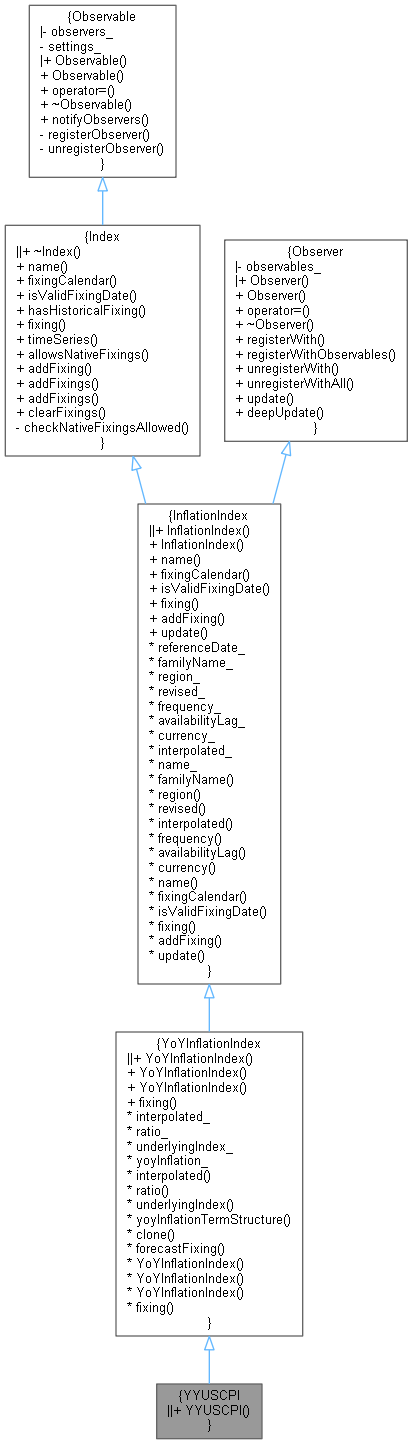 {Observable
|- observers_
- settings_
|+ Observable()
+ Observable()
+ operator=()
+ ~Observable()
+ notifyObservers()
- registerObserver()
- unregisterObserver()
}
{Index
||+ ~Index()
+ name()
+ fixingCalendar()
+ isValidFixingDate()
+ hasHistoricalFixing()
+ fixing()
+ timeSeries()
+ allowsNativeFixings()
+ addFixing()
+ addFixings()
+ addFixings()
+ clearFixings()
- checkNativeFixingsAllowed()
}
{Observer
|- observables_
|+ Observer()
+ Observer()
+ operator=()
+ ~Observer()
+ registerWith()
+ registerWithObservables()
+ unregisterWith()
+ unregisterWithAll()
+ update()
+ deepUpdate()
}
{InflationIndex
||+ InflationIndex()
+ InflationIndex()
+ name()
+ fixingCalendar()
+ isValidFixingDate()
+ fixing()
+ addFixing()
+ update()
* referenceDate_
* familyName_
* region_
* revised_
* frequency_
* availabilityLag_
* currency_
* interpolated_
* name_
* familyName()
* region()
* revised()
* interpolated()
* frequency()
* availabilityLag()
* currency()
* name()
* fixingCalendar()
* isValidFixingDate()
* fixing()
* addFixing()
* update()
}
{YoYInflationIndex
||+ YoYInflationIndex()
+ YoYInflationIndex()
+ YoYInflationIndex()
+ fixing()
* interpolated_
* ratio_
* underlyingIndex_
* yoyInflation_
* interpolated()
* ratio()
* underlyingIndex()
* yoyInflationTermStructure()
* clone()
* forecastFixing()
* YoYInflationIndex()
* YoYInflationIndex()
* YoYInflationIndex()
* fixing()
}
{YYUSCPI
||+ YYUSCPI()
}